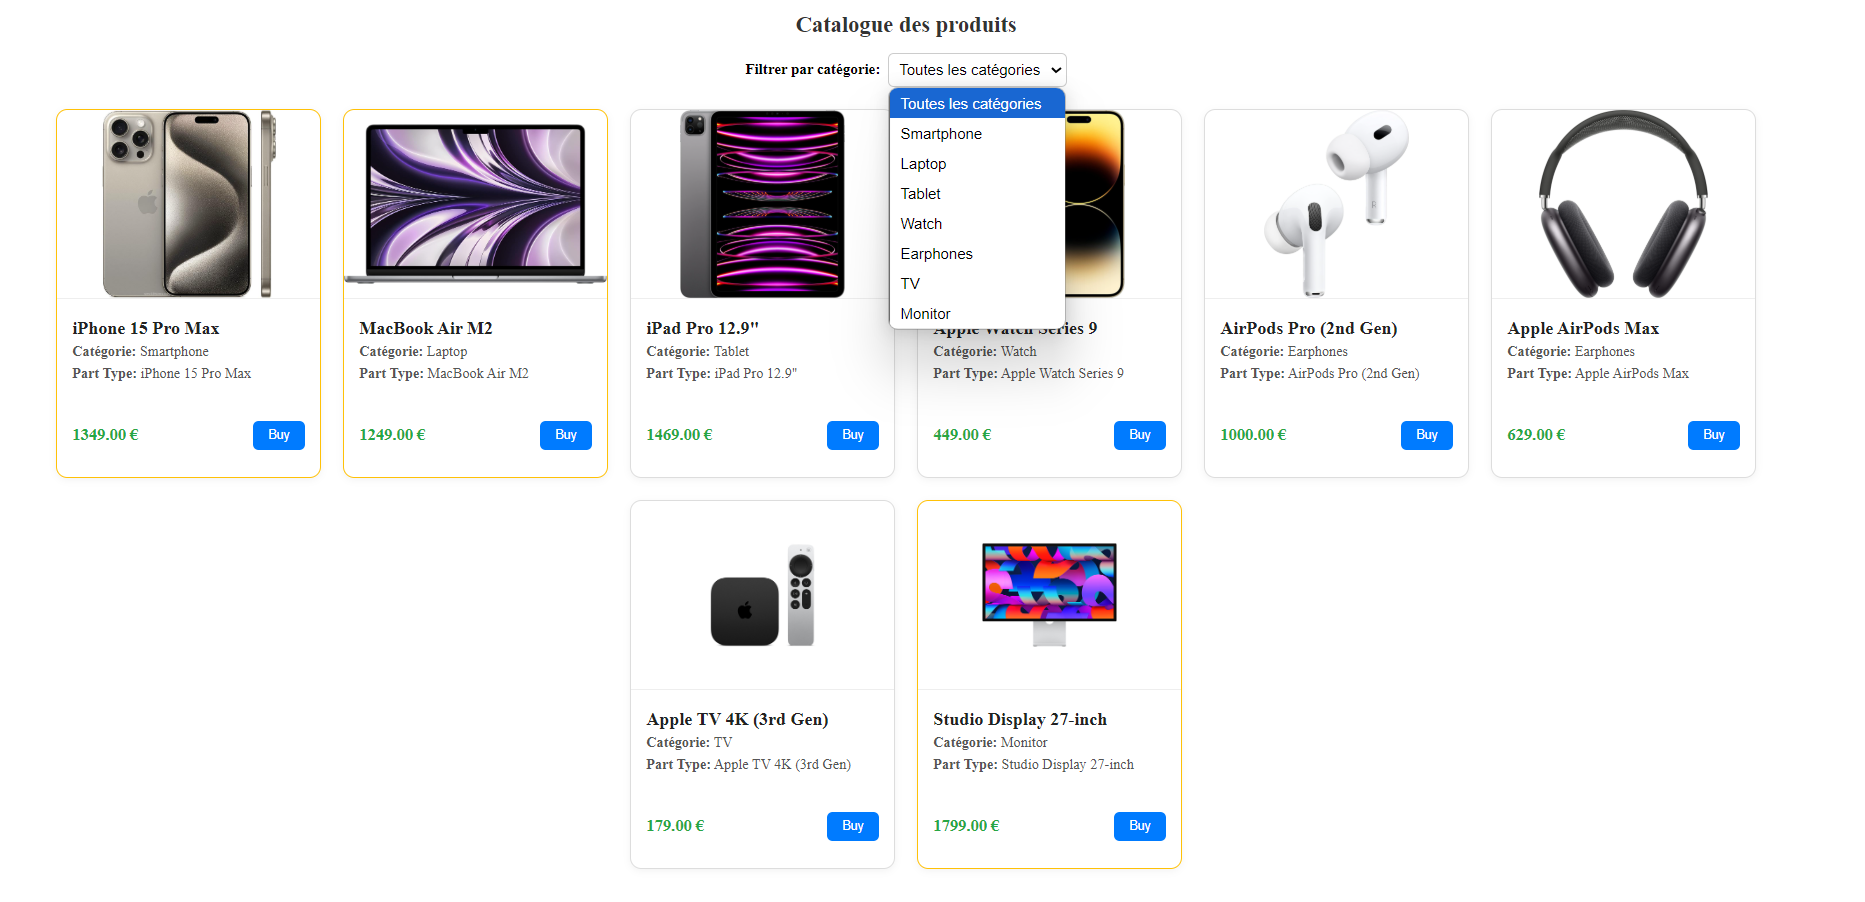 Catalogue des produits
Filtrer par catégorie: Toutes les catégories
Toutes les catégories
Smartphone
Laptop
Tablet
Watch
Earphones
TV
Monitor
iPhone 15 Pro Max
Catégorie: Smartphone
Part Type: iPhone 15 Pro Max
1349.00 €
Buy
MacBook Air M2
Catégorie: Laptop
Part Type: MacBook Air M2
1249.00 €
Buy
iPad Pro 12.9"
Catégorie: Tablet
Part Type: iPad Pro 12.9"
1469.00 €
Buy
Apple Watch Series 9
Catégorie: Watch
Part Type: Apple Watch Series 9
449.00 €
Buy
AirPods Pro (2nd Gen)
Catégorie: Earphones
Part Type: AirPods Pro (2nd Gen)
1000.00 €
Buy
Apple AirPods Max
Catégorie: Earphones
Part Type: Apple AirPods Max
629.00 €
Buy
Apple TV 4K (3rd Gen)
Catégorie: TV
Part Type: Apple TV 4K (3rd Gen)
179.00 €
Buy
Studio Display 27-inch
Catégorie: Monitor
Part Type: Studio Display 27-inch
1799.00 €
Buy